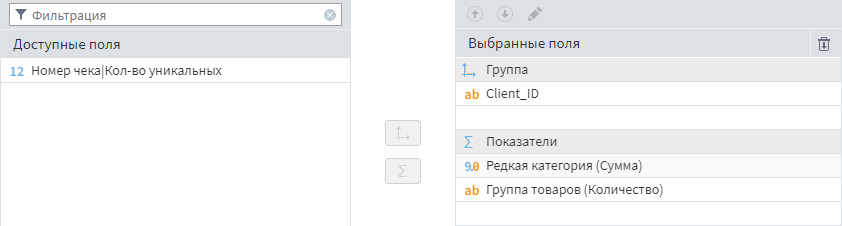 Фильтрация
Доступные поля
12 Номер чека|Кол-во уникальных
Выбранные поля
Группа
ab Client_ID
Σ Показатели
9.0 Редкая категория (Сумма)
ab Группа товаров (Количество)
Σ